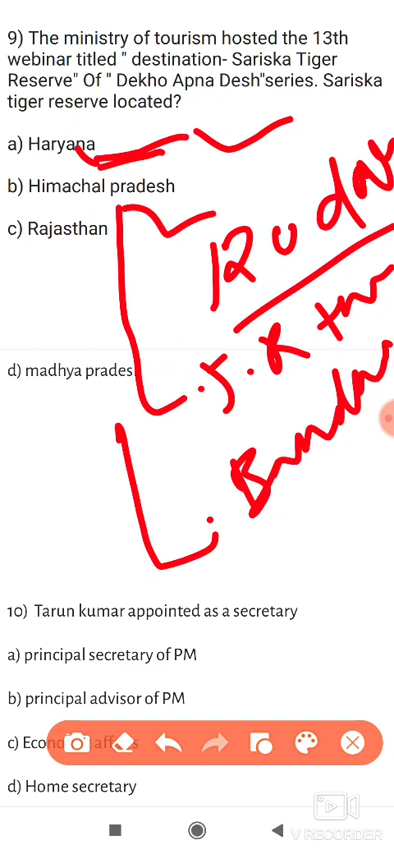 9) The ministry of tourism hosted the 13th
webinar titled " destination- Sariska Tiger
Reserve" Of " Dekho Apna Desh"series. Sariska
tiger reserve located?
a) Haryana
b) Himachal pradesh
c) Rajasthan
d) madhya prades
10) Tarun kumar appointed as a secretary
a) principal secretary of PM
b) principal advisor of PM
d) Home secretary
V RECORDER